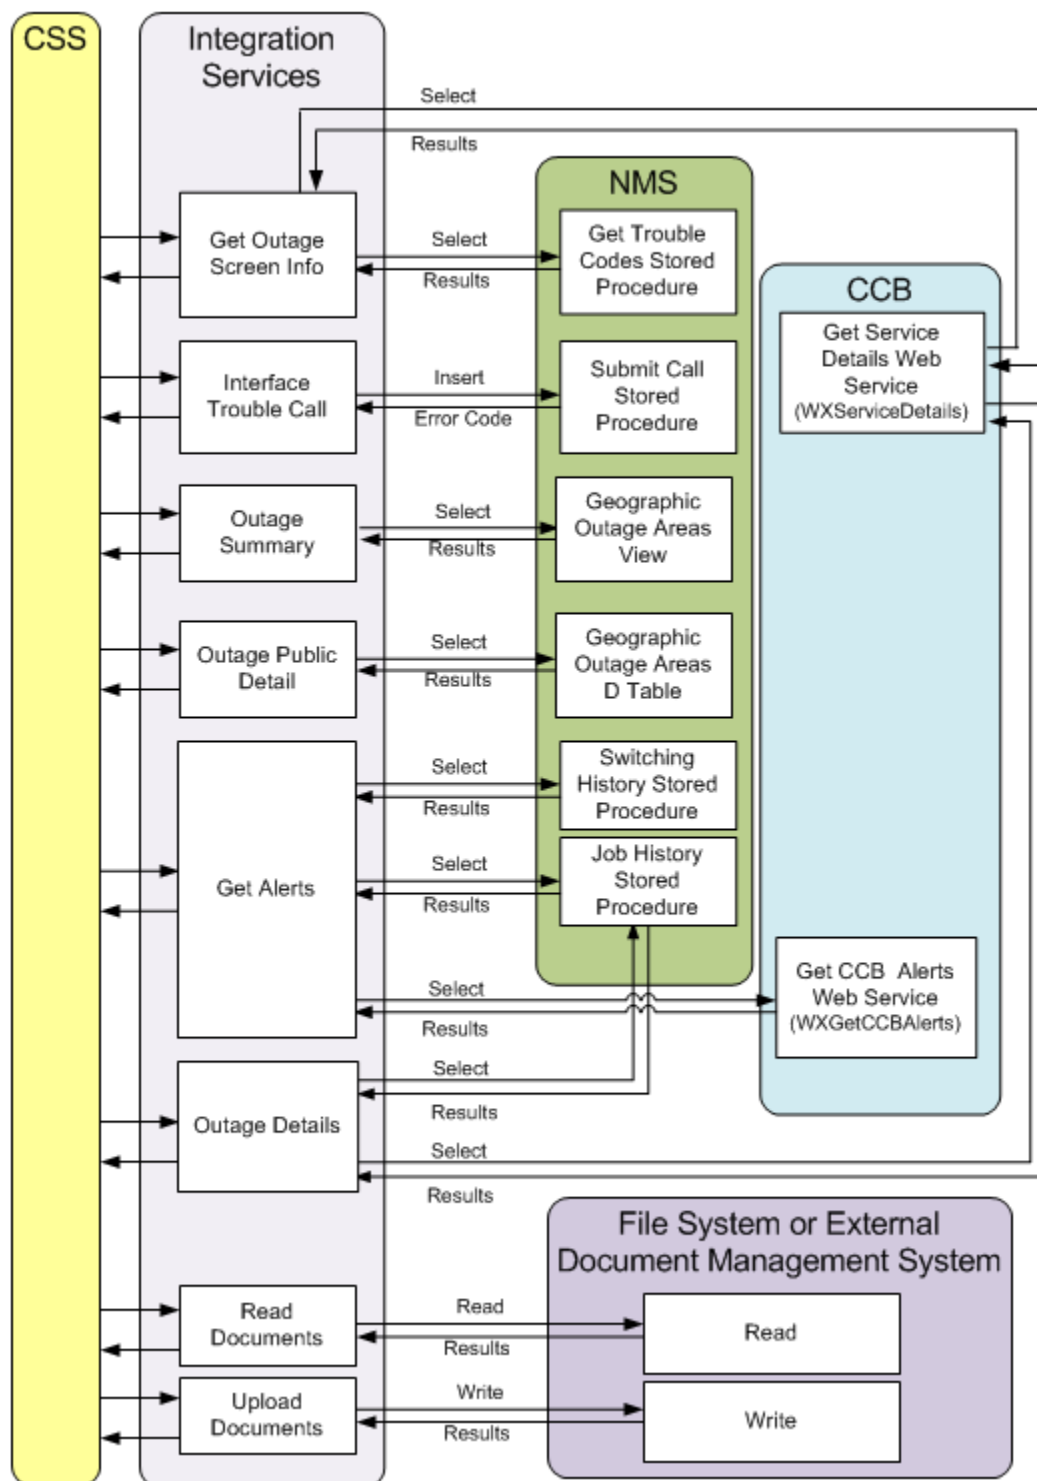 CSS
Integration
Services
Select
Results
NMS
Get Outage
Screen Info
Select
Results
Get Trouble
Codes Stored
Procedure
CCB
Get Service
Details Web
Service
(WXServiceDetails)
Interface
Trouble Call
Insert
Error Code
Submit Call
Stored
Procedure
Outage
Summary
Select
Results
Geographic
Outage Areas
View
Outage Public
Detail
Select
Results
Geographic
Outage Areas
D Table
Get Alerts
Select
Results
Switching
History Stored
Procedure
Select
Results
Job History
Stored
Procedure
Select
Results
Get CCB Alerts
Web Service
(WXGetCCBAlerts)
Outage Details
Select
Results
Select
Results
File System or External
Document Management System
Read
Documents
Read
Results
Read
Upload
Documents
Write
Results
Write